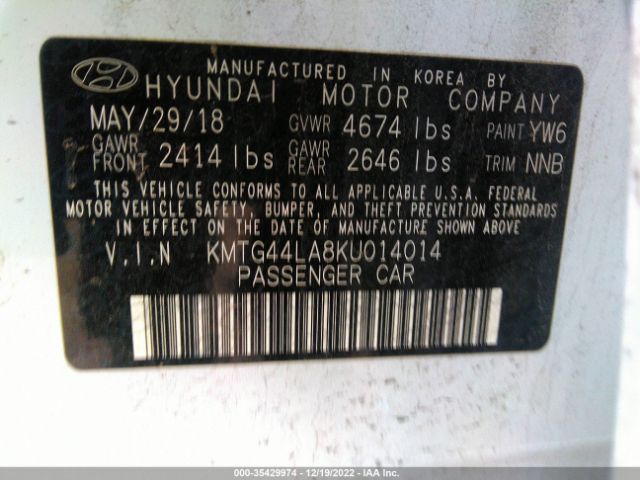 MANUFACTURED IN KOREA BY
HYUNDAI MOTOR COMPANY
MAY/29/18 GVWR 4674 lbs PAINT YW6
GAWR FRONT 2414 lbs GAWR REAR 2646 lbs TRIM NNB
THIS VEHICLE CONFORMS TO ALL APPLICABLE U.S.A. FEDERAL
MOTOR VEHICLE SAFETY, BUMPER, AND THEFT PREVENTION STANDARDS
IN EFFECT ON THE DATE OF MANUFACTURE SHOWN ABOVE
V.I.N KMTG44LA8KU014014
PASSENGER CAR
000-35429974 - 12/19/2022 - IAA Inc.